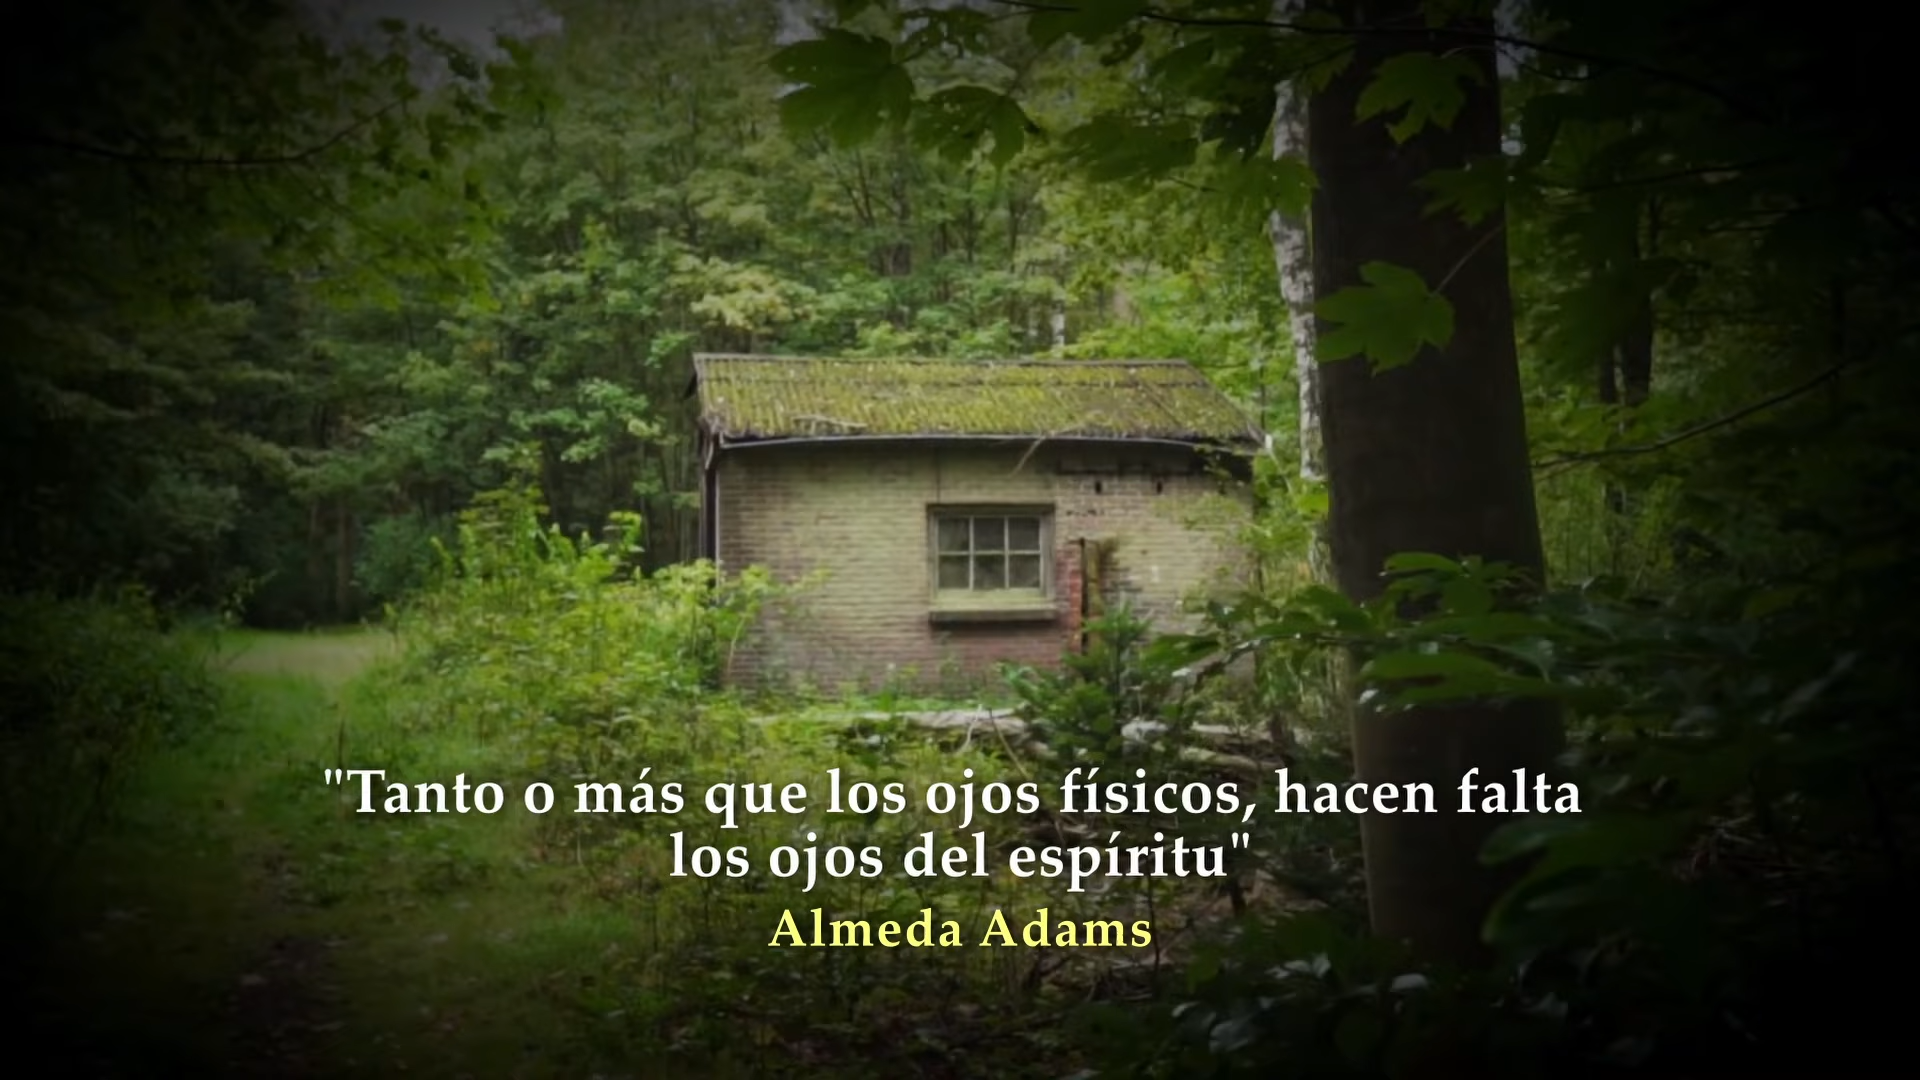 "Tanto o más que los ojos físicos, hacen falta
los ojos del espíritu"
Almeda Adams